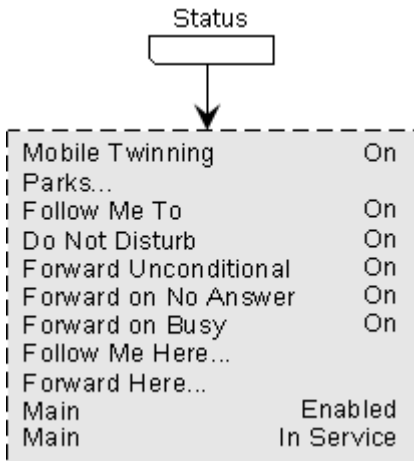 Status
Mobile Twinning On
Parks...
Follow Me To On
Do Not Disturb On
Forward Unconditional On
Forward on No Answer On
Forward on Busy On
Follow Me Here...
Forward Here...
Main Enabled
Main In Service